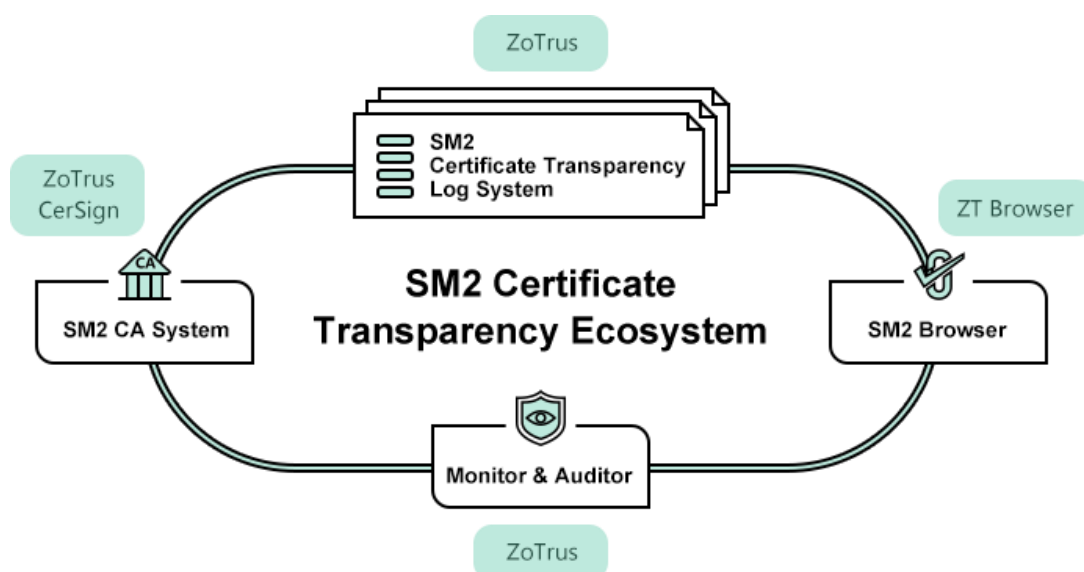 ZoTrus
SM2
Certificate Transparency
Log System
ZoTrus
CerSign
ZT Browser
CA
SM2 CA System
SM2 Certificate
Transparency Ecosystem
SM2 Browser
Monitor & Auditor
ZoTrus